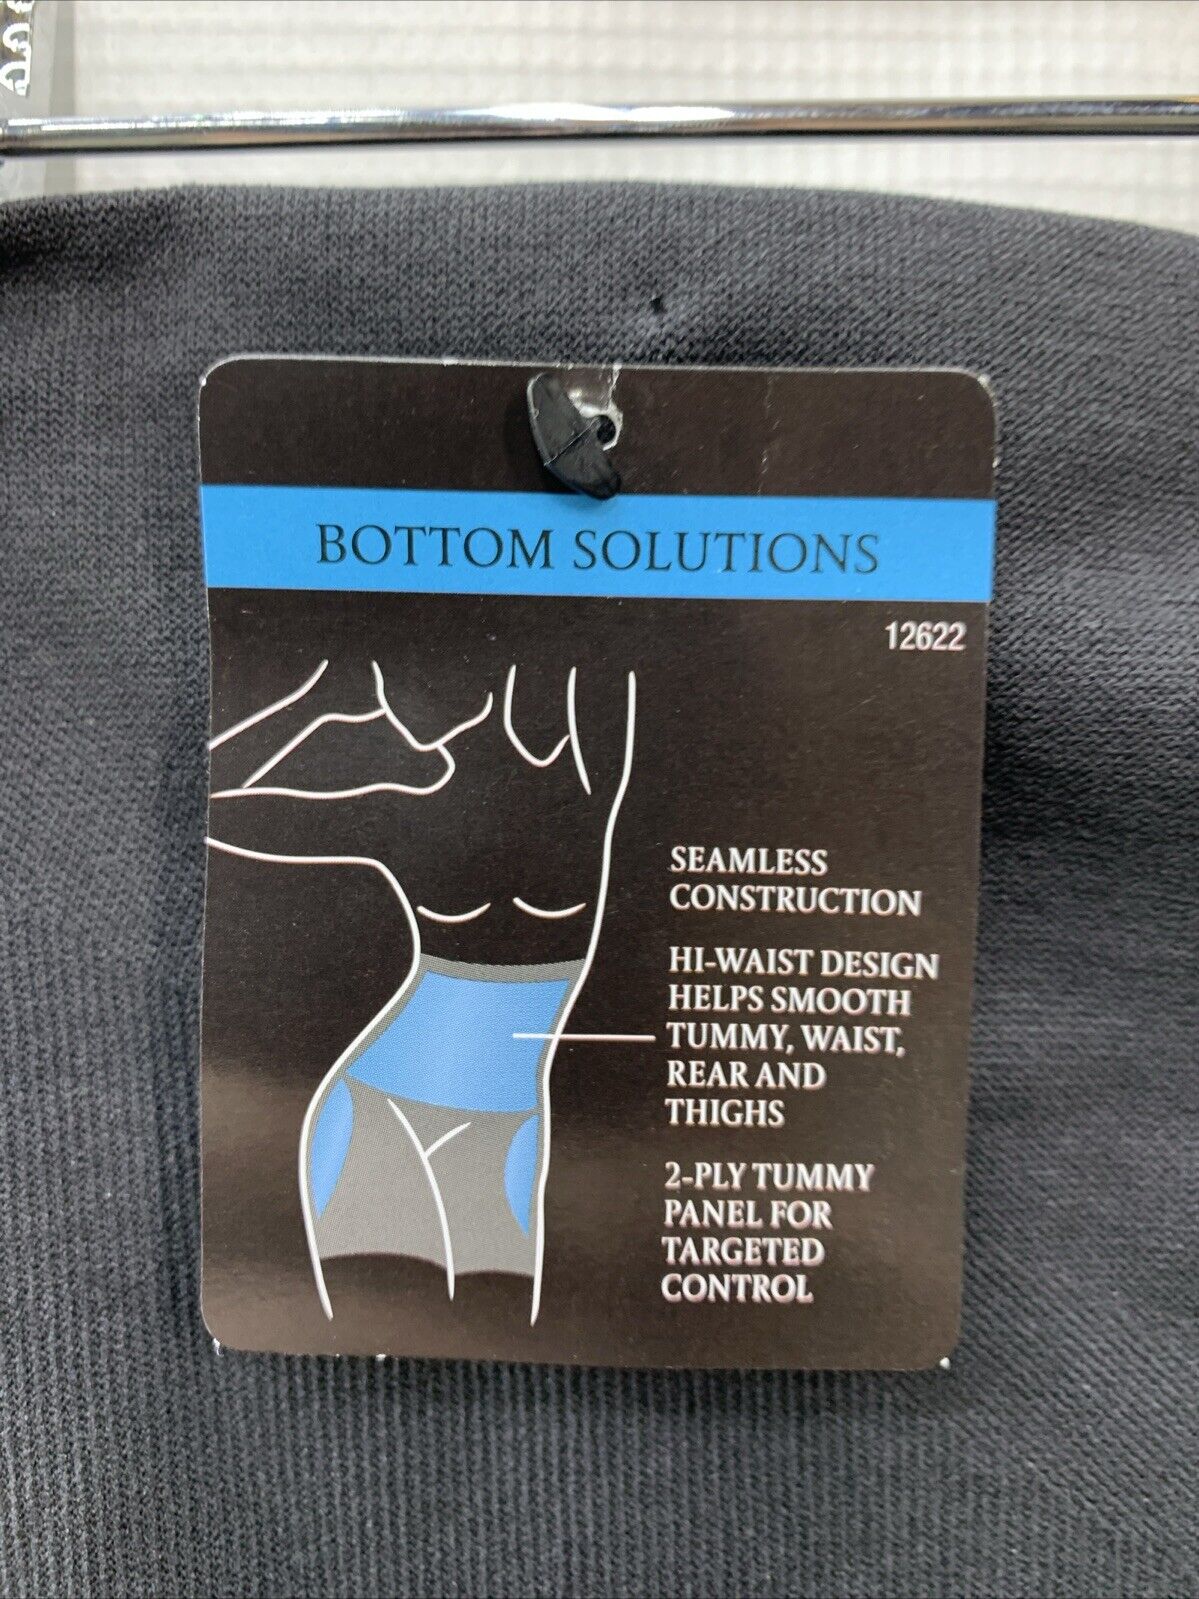 BOTTOM SOLUTIONS
12622
SEAMLESS
CONSTRUCTION
HI-WAIST DESIGN
HELPS SMOOTH
TUMMY, WAIST,
REAR AND
THIGHS
2-PLY TUMMY
PANEL FOR
TARGETED
CONTROL